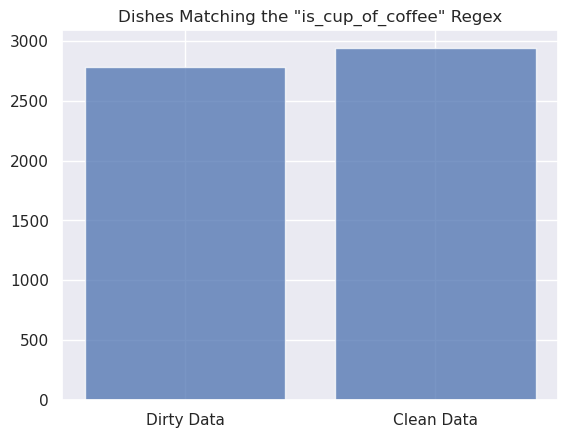 Dishes Matching the "is_cup_of_coffee" Regex
3000
2500
2000
1500
1000
500
0
Dirty Data
Clean Data